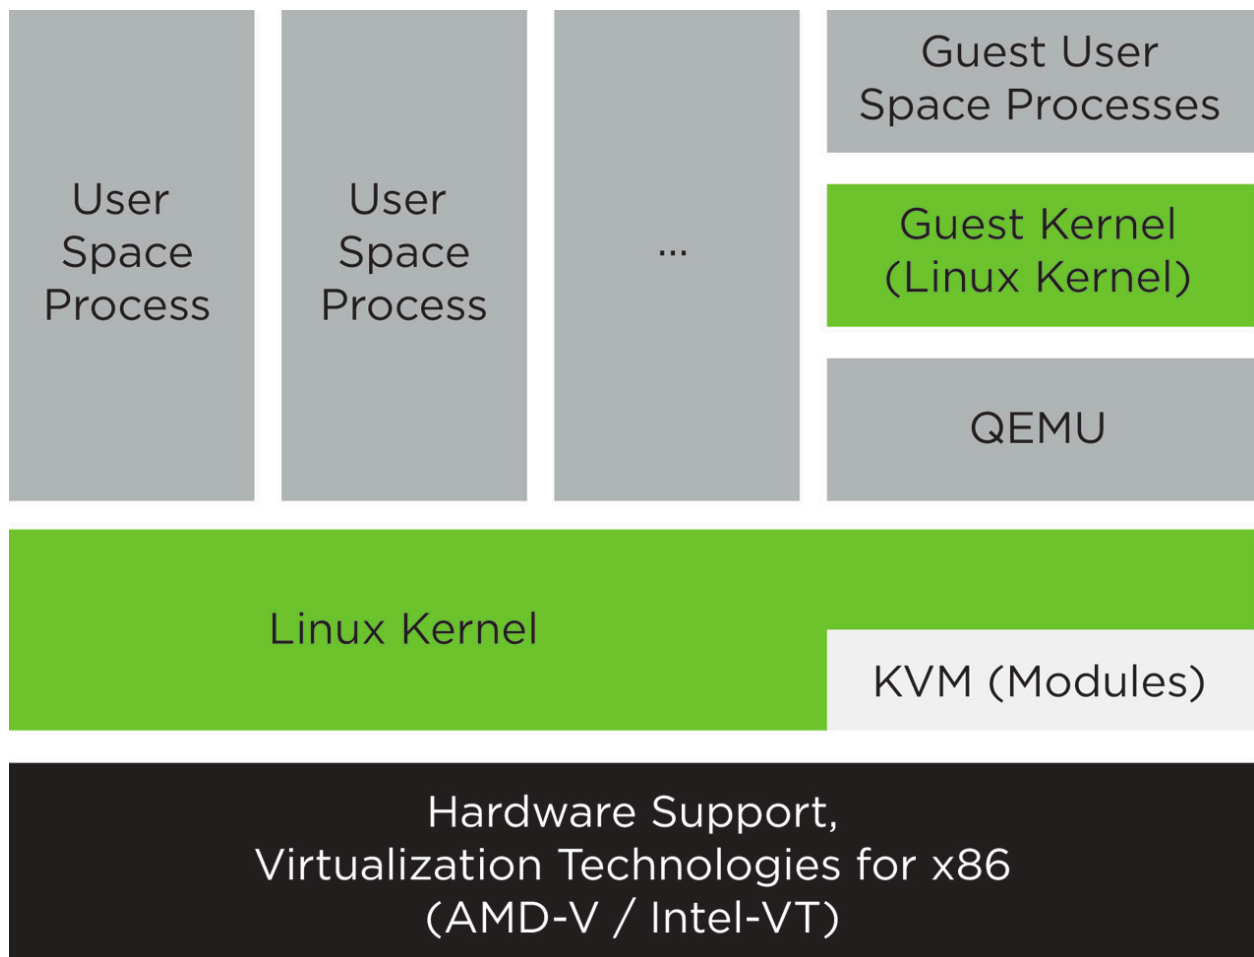 User
Space
Process
User
Space
Process
...
Guest User
Space Processes
Guest Kernel
(Linux Kernel)
QEMU
Linux Kernel
KVM (Modules)
Hardware Support,
Virtualization Technologies for x86
(AMD-V / Intel-VT)